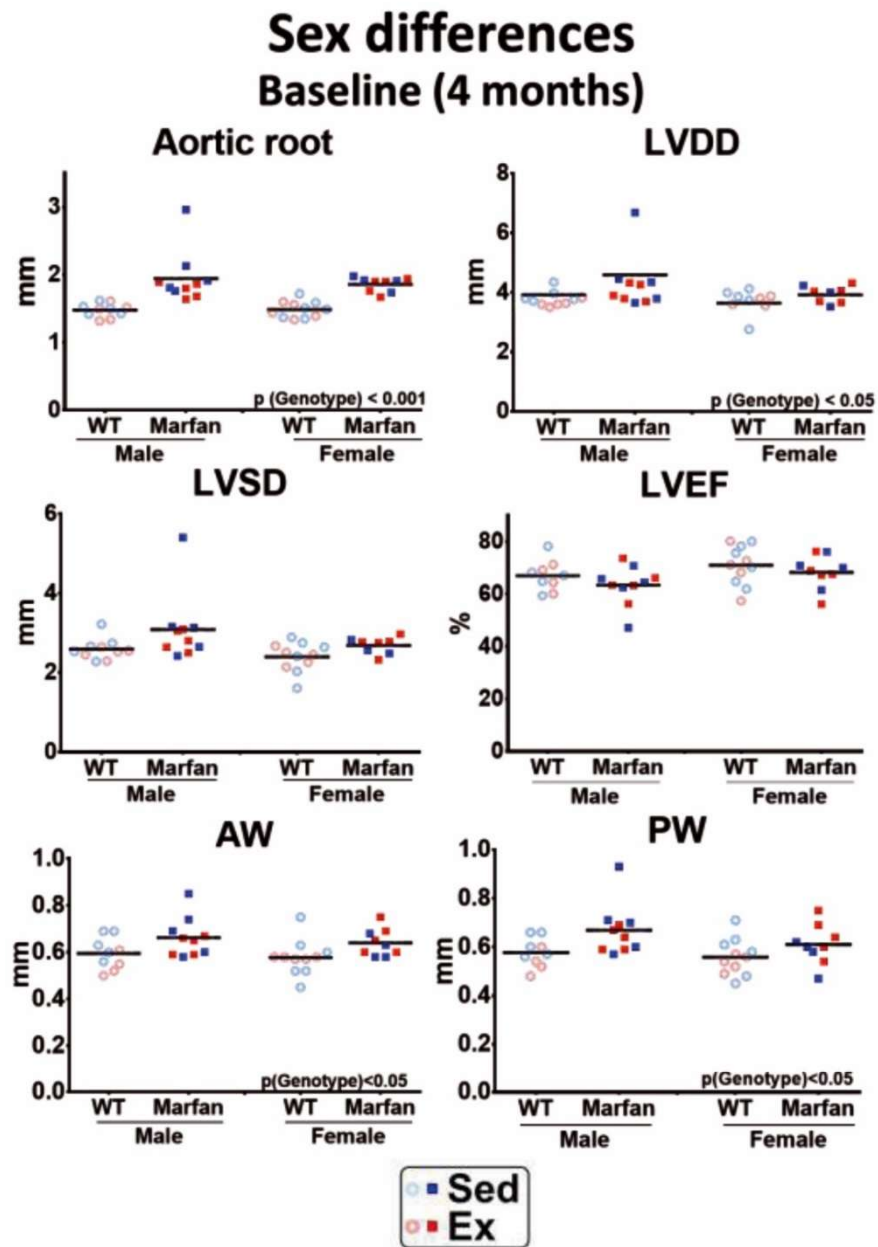 Sex differences
Baseline (4 months)
Aortic root
3
2
1
0
mm
p (Genotype) < 0.001
WT Marfan WT Marfan
Male Female
LVDD
8
6
4
2
0
mm
p (Genotype) < 0.05
WT Marfan WT Marfan
Male Female
LVSD
6
4
2
0
mm
WT Marfan WT Marfan
Male Female
LVEF
80
60
40
20
0
%
WT Marfan WT Marfan
Male Female
AW
1.0
0.8
0.6
0.4
0.2
0.0
mm
p(Genotype)<0.05
WT Marfan WT Marfan
Male Female
PW
1.0
0.8
0.6
0.4
0.2
0.0
mm
p(Genotype)<0.05
WT Marfan WT Marfan
Male Female
Sed
Ex